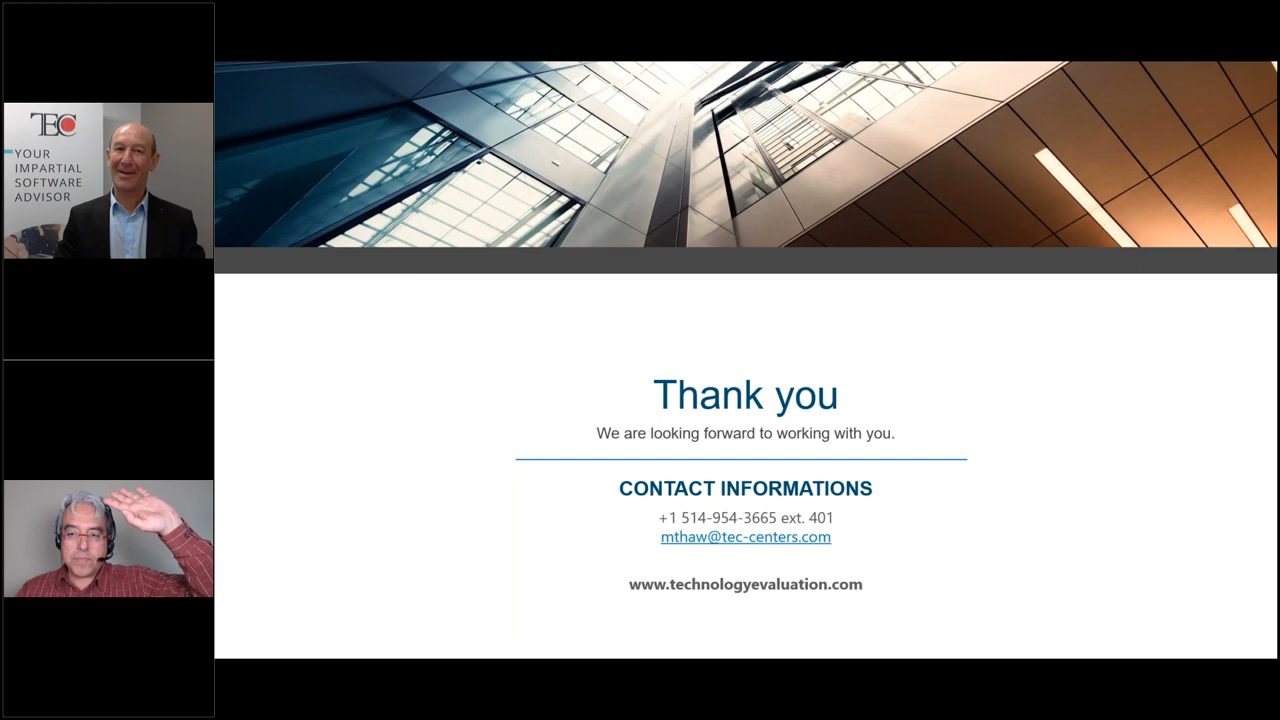 TEC
YOUR
IMPARTIAL
SOFTWARE
ADVISOR
Thank you
We are looking forward to working with you.
CONTACT INFORMATIONS
+1 514-954-3665 ext. 401
mthaw@tec-centers.com
www.technologyevaluation.com